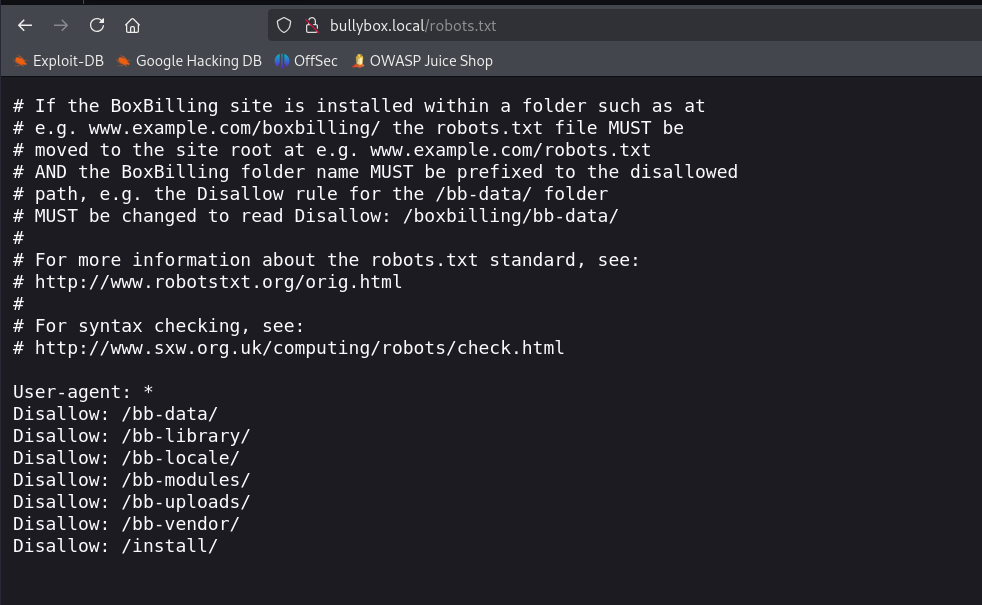 bullybox.local/robots.txt
Exploit-DB Google Hacking DB OffSec OWASP Juice Shop
# If the BoxBilling site is installed within a folder such as at
# e.g. www.example.com/boxbilling/ the robots.txt file MUST be
# moved to the site root at e.g. www.example.com/robots.txt
# AND the BoxBilling folder name MUST be prefixed to the disallowed
# path, e.g. the Disallow rule for the /bb-data/ folder
# MUST be changed to read Disallow: /boxbilling/bb-data/
#
# For more information about the robots.txt standard, see:
# http://www.robotstxt.org/orig.html
#
# For syntax checking, see:
# http://www.sxw.org.uk/computing/robots/check.html
User-agent: *
Disallow: /bb-data/
Disallow: /bb-library/
Disallow: /bb-locale/
Disallow: /bb-modules/
Disallow: /bb-uploads/
Disallow: /bb-vendor/
Disallow: /install/